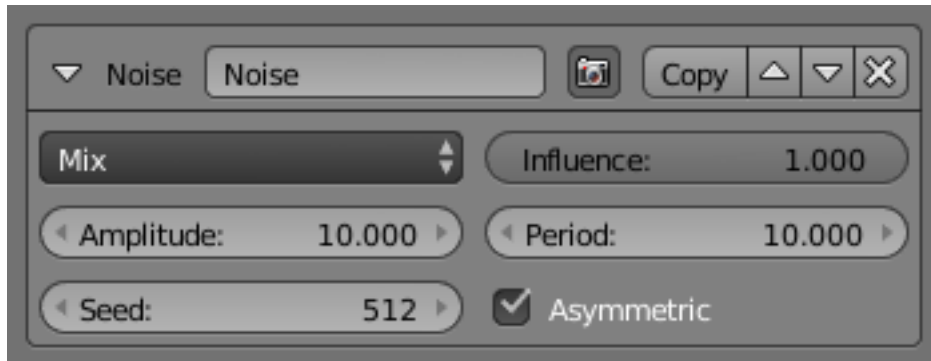 Noise Noise Copy
Mix Influence: 1.000
Amplitude: 10.000 Period: 10.000
Seed: 512 Asymmetric